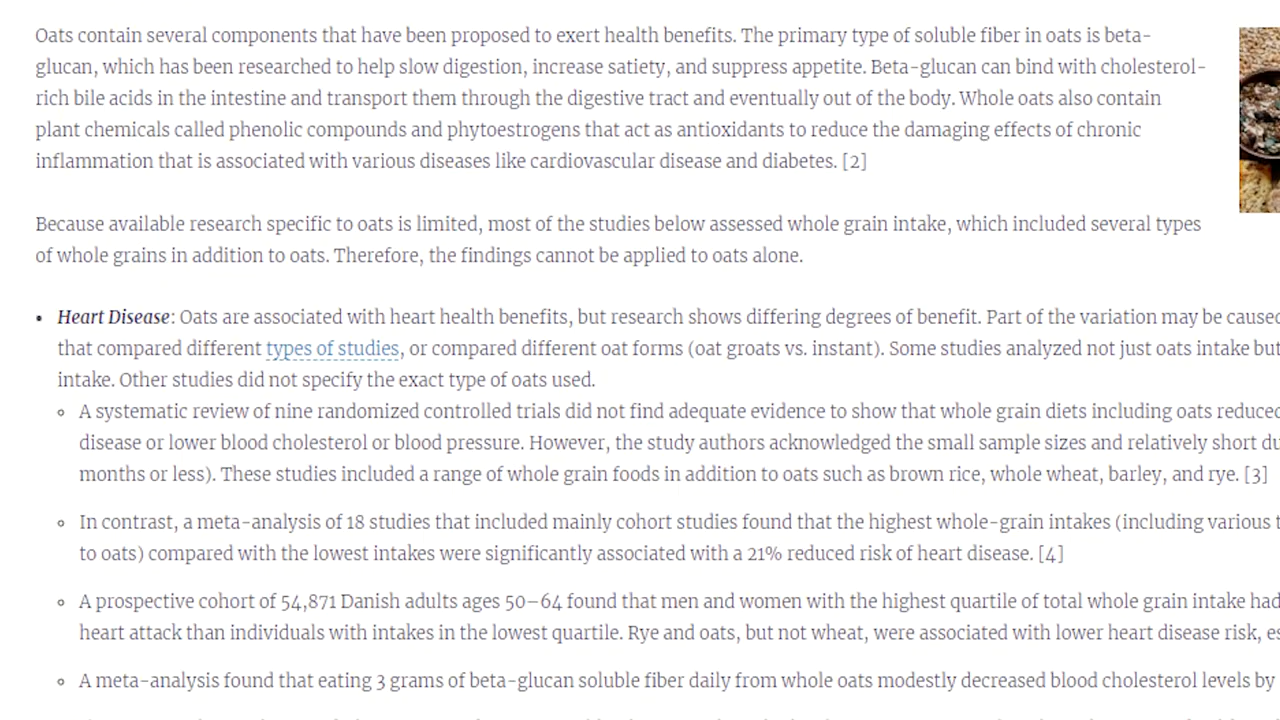 Oats contain several components that have been proposed to exert health benefits. The primary type of soluble fiber in oats is beta-
glucan, which has been researched to help slow digestion, increase satiety, and suppress appetite. Beta-glucan can bind with cholesterol-
rich bile acids in the intestine and transport them through the digestive tract and eventually out of the body. Whole oats also contain
plant chemicals called phenolic compounds and phytoestrogens that act as antioxidants to reduce the damaging effects of chronic
inflammation that is associated with various diseases like cardiovascular disease and diabetes. [2]
Because available research specific to oats is limited, most of the studies below assessed whole grain intake, which included several types
of whole grains in addition to oats. Therefore, the findings cannot be applied to oats alone.
• Heart Disease: Oats are associated with heart health benefits, but research shows differing degrees of benefit. Part of the variation may be caused
that compared different types of studies, or compared different oat forms (oat groats vs. instant). Some studies analyzed not just oats intake but
intake. Other studies did not specify the exact type of oats used.
◦ A systematic review of nine randomized controlled trials did not find adequate evidence to show that whole grain diets including oats reduced
disease or lower blood cholesterol or blood pressure. However, the study authors acknowledged the small sample sizes and relatively short
months or less). These studies included a range of whole grain foods in addition to oats such as brown rice, whole wheat, barley, and rye. [3]
◦ In contrast, a meta-analysis of 18 studies that included mainly cohort studies found that the highest whole-grain intakes (including various
to oats) compared with the lowest intakes were significantly associated with a 21% reduced risk of heart disease. [4]
◦ A prospective cohort of 54,871 Danish adults ages 50–64 found that men and women with the highest quartile of total whole grain intake had
heart attack than individuals with intakes in the lowest quartile. Rye and oats, but not wheat, were associated with lower heart disease risk,
◦ A meta-analysis found that eating 3 grams of beta-glucan soluble fiber daily from whole oats modestly decreased blood cholesterol levels by